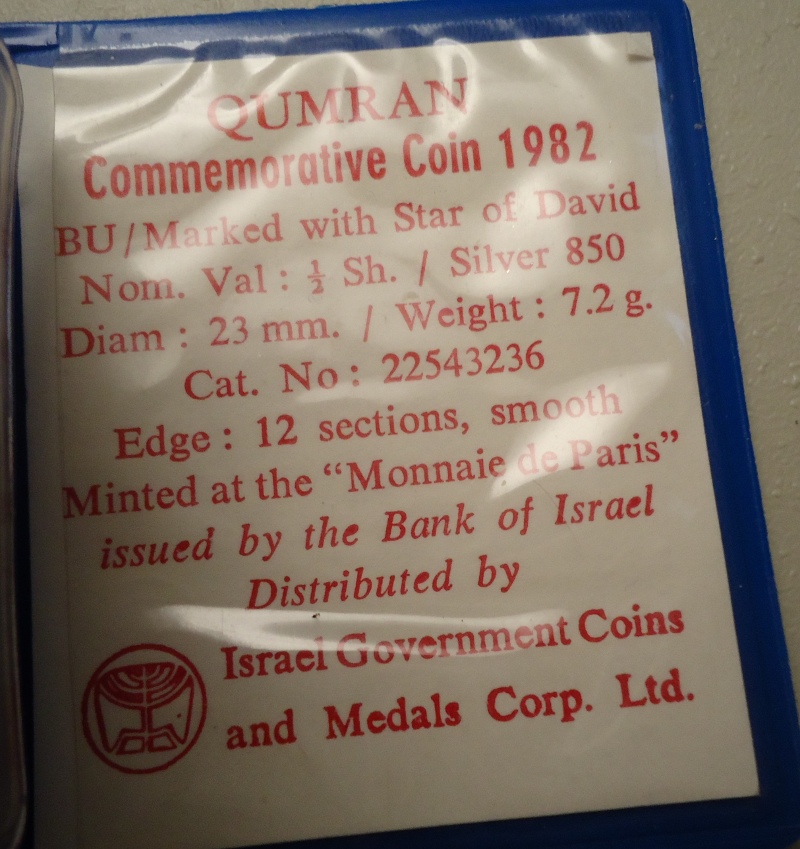 QUMRAN
Commemorative Coin 1982
BU/Marked with Star of David
Nom. Val : ½ Sh. / Silver 850
Diam : 23 mm. / Weight : 7.2 g.
Cat. No : 22543236
Edge : 12 sections, smooth
Minted at the “Monnaie de Paris”
issued by the Bank of Israel
Distributed by
Israel Government Coins
and Medals Corp. Ltd.